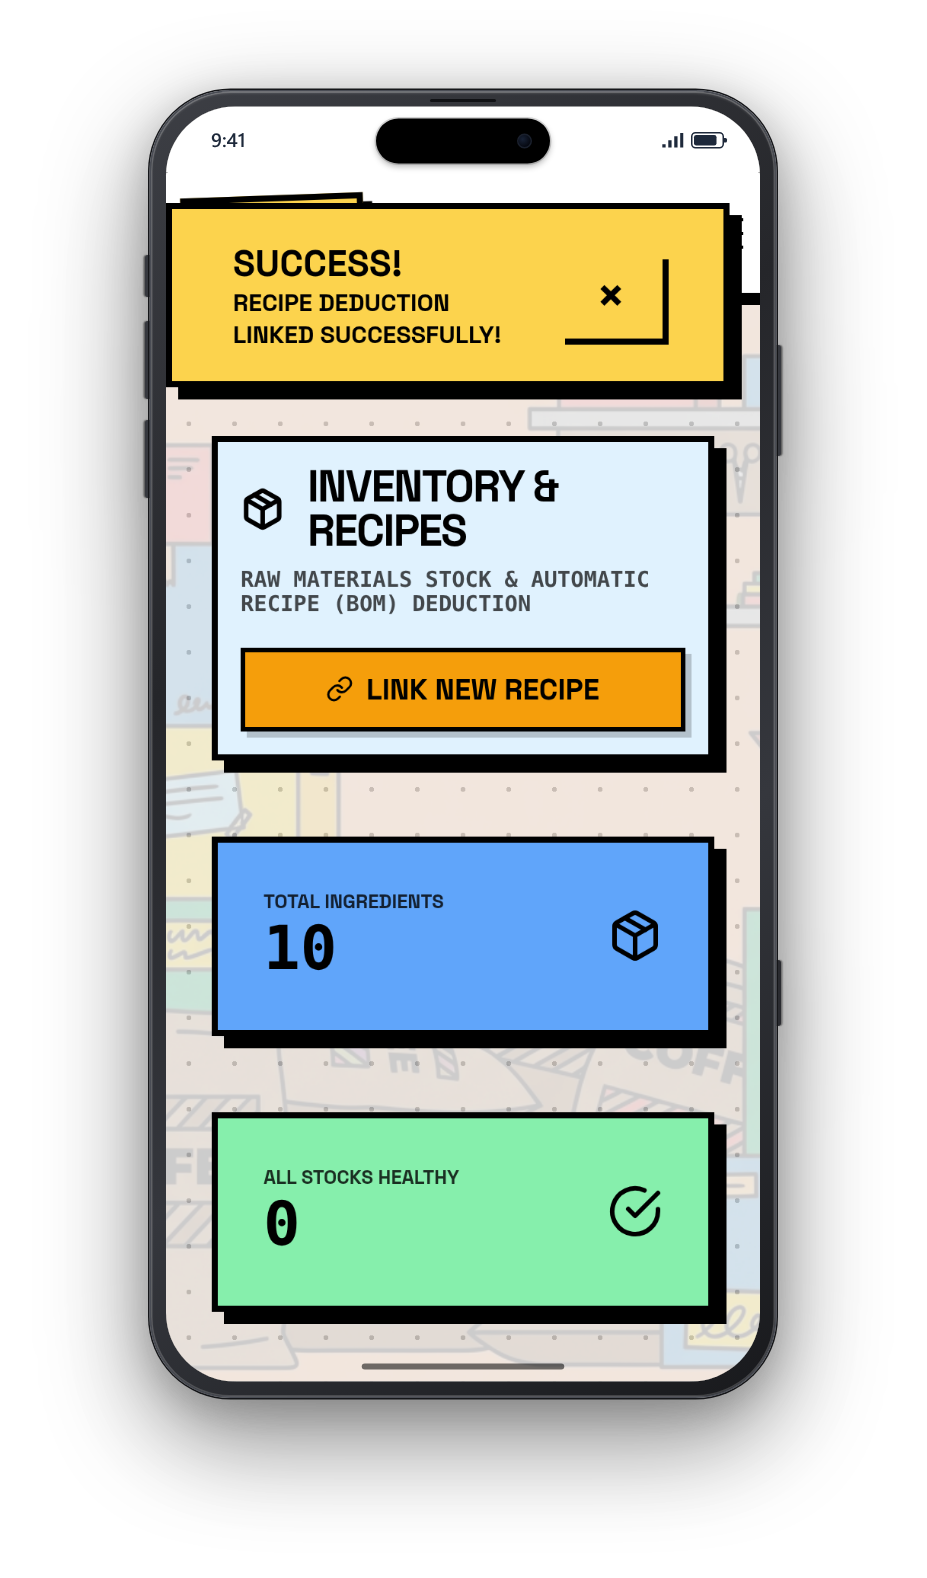 9:41
SUCCESS!
RECIPE DEDUCTION
LINKED SUCCESSFULLY!
×
INVENTORY &
RECIPES
RAW MATERIALS STOCK & AUTOMATIC
RECIPE (BOM) DEDUCTION
LINK NEW RECIPE
TOTAL INGREDIENTS
10
ALL STOCKS HEALTHY
0